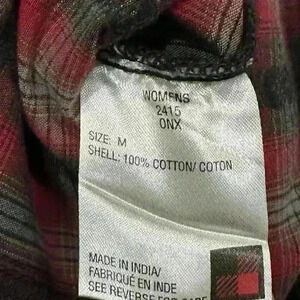 WOMENS
2415
ONX
SIZE: M
SHELL: 100% COTTON/ COTON
MADE IN INDIA/
FABRIQUÉ EN INDE
SEE REVERSE FOR CARE